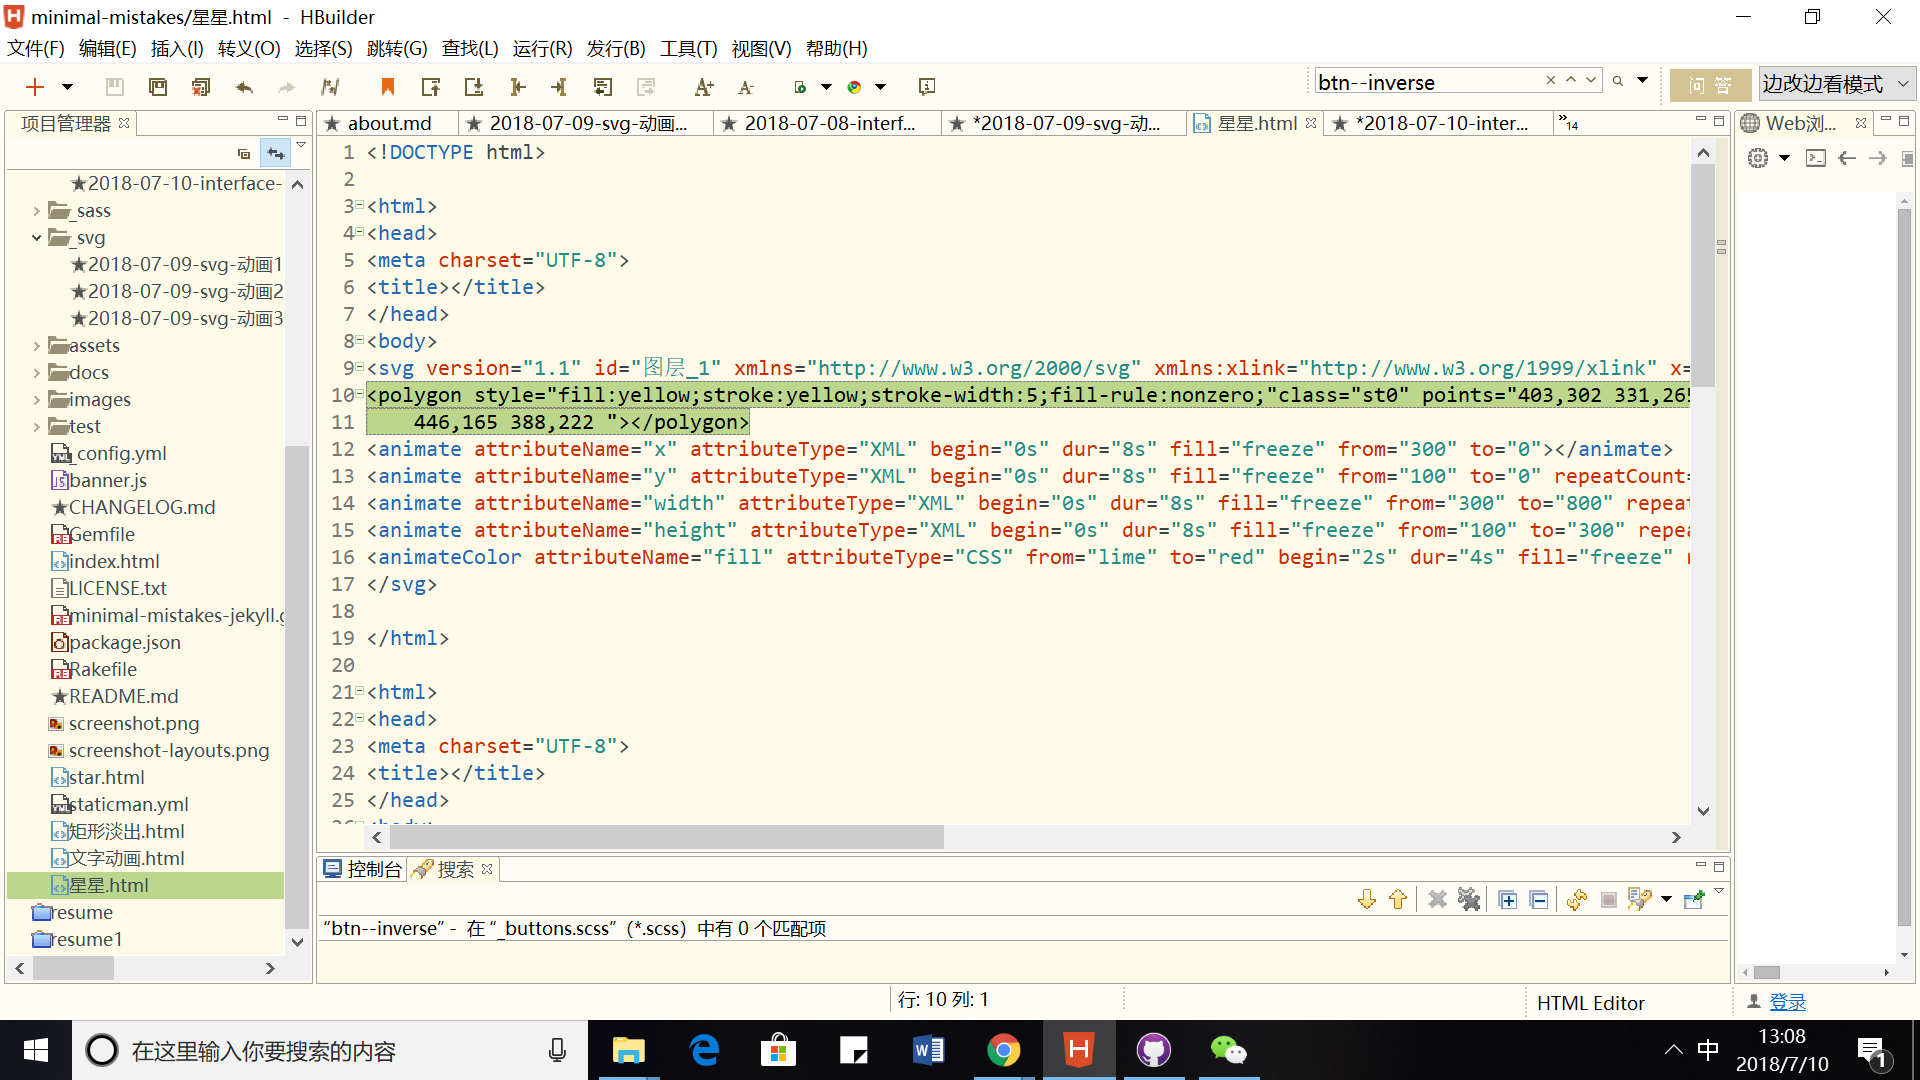 minimal-mistakes/星星.html - HBuilder
文件(F) 编辑(E) 插入(I) 转义(O) 选择(S) 跳转(G) 查找(L) 运行(R) 发行(B) 工具(T) 视图(V) 帮助(H)
btn--inverse
问 答
边改边看模式
项目管理器
about.md
2018-07-09-svg-动画...
2018-07-08-interf...
*2018-07-09-svg-动...
星星.html
*2018-07-10-inter...
»14
Web浏...
2018-07-10-interface-
_sass
_svg
2018-07-09-svg-动画1
2018-07-09-svg-动画2
2018-07-09-svg-动画3
assets
docs
images
test
_config.yml
banner.js
CHANGELOG.md
Gemfile
index.html
LICENSE.txt
minimal-mistakes-jekyll.g
package.json
Rakefile
README.md
screenshot.png
screenshot-layouts.png
star.html
staticman.yml
矩形淡出.html
文字动画.html
星星.html
resume
resume1
1 <!DOCTYPE html>
2
3 <html>
4 <head>
5 <meta charset="UTF-8">
6 <title></title>
7 </head>
8 <body>
9 <svg version="1.1" id="图层_1" xmlns="http://www.w3.org/2000/svg" xmlns:xlink="http://www.w3.org/1999/xlink" x=
10 <polygon style="fill:yellow;stroke:yellow;stroke-width:5;fill-rule:nonzero;"class="st0" points="403,302 331,265
11 446,165 388,222 "></polygon>
12 <animate attributeName="x" attributeType="XML" begin="0s" dur="8s" fill="freeze" from="300" to="0"></animate>
13 <animate attributeName="y" attributeType="XML" begin="0s" dur="8s" fill="freeze" from="100" to="0" repeatCount=
14 <animate attributeName="width" attributeType="XML" begin="0s" dur="8s" fill="freeze" from="300" to="800" repeat
15 <animate attributeName="height" attributeType="XML" begin="0s" dur="8s" fill="freeze" from="100" to="300" repea
16 <animateColor attributeName="fill" attributeType="CSS" from="lime" to="red" begin="2s" dur="4s" fill="freeze" r
17 </svg>
18
19 </html>
20
21 <html>
22 <head>
23 <meta charset="UTF-8">
24 <title></title>
25 </head>
控制台
搜索
“btn--inverse” - 在 “_buttons.scss” (*.scss) 中有 0 个匹配项
行: 10 列: 1
HTML Editor
登录
在这里输入你要搜索的内容
中
13:08
2018/7/10
1